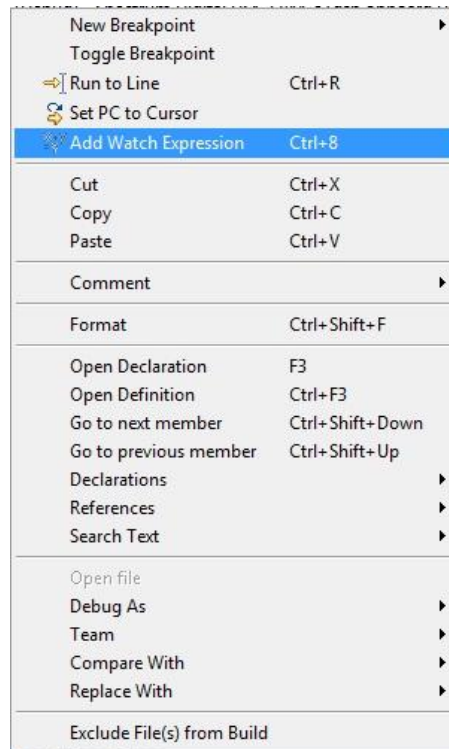 New Breakpoint
Toggle Breakpoint
Run to Line Ctrl+R
Set PC to Cursor
Add Watch Expression Ctrl+8
Cut Ctrl+X
Copy Ctrl+C
Paste Ctrl+V
Comment
Format Ctrl+Shift+F
Open Declaration F3
Open Definition Ctrl+F3
Go to next member Ctrl+Shift+Down
Go to previous member Ctrl+Shift+Up
Declarations
References
Search Text
Open file
Debug As
Team
Compare With
Replace With
Exclude File(s) from Build